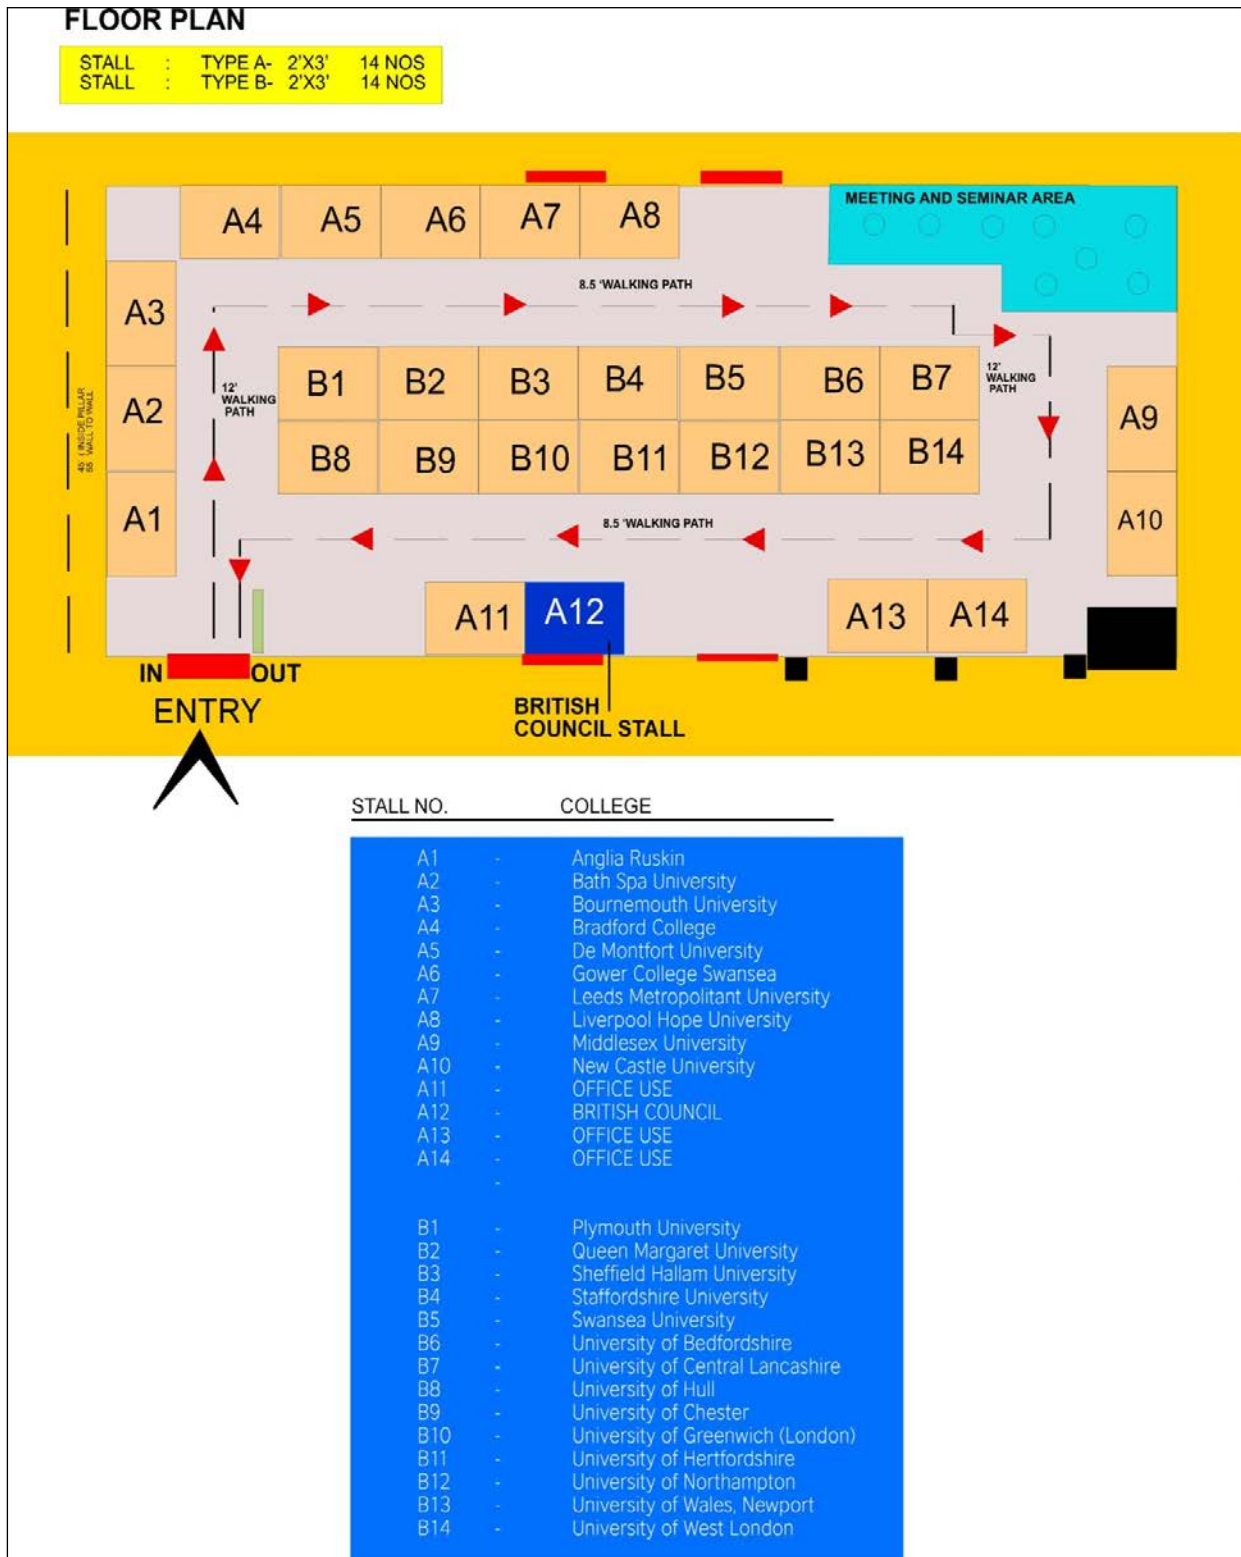 FLOOR PLAN
STALL : TYPE A- 2'X3' 14 NOS
STALL : TYPE B- 2'X3' 14 NOS
MEETING AND SEMINAR AREA
A4 A5 A6 A7 A8
8.5 'WALKING PATH
A3
B1 B2 B3 B4 B5 B6 B7
12'
WALKING
PATH
12'
WALKING
PATH
A2
A9
45' ( INSIDE PILLAR
55' WALL TO WALL
B8 B9 B10 B11 B12 B13 B14
A1
8.5 'WALKING PATH
A10
A11 A12 A13 A14
IN OUT
ENTRY
BRITISH
COUNCIL STALL
STALL NO. COLLEGE
A1 - Anglia Ruskin
A2 - Bath Spa University
A3 - Bournemouth University
A4 - Bradford College
A5 - De Montfort University
A6 - Gower College Swansea
A7 - Leeds Metropolitant University
A8 - Liverpool Hope University
A9 - Middlesex University
A10 - New Castle University
A11 - OFFICE USE
A12 - BRITISH COUNCIL
A13 - OFFICE USE
A14 - OFFICE USE
-
B1 - Plymouth University
B2 - Queen Margaret University
B3 - Sheffield Hallam University
B4 - Staffordshire University
B5 - Swansea University
B6 - University of Bedfordshire
B7 - University of Central Lancashire
B8 - University of Hull
B9 - University of Chester
B10 - University of Greenwich (London)
B11 - University of Hertfordshire
B12 - University of Northampton
B13 - University of Wales, Newport
B14 - University of West London